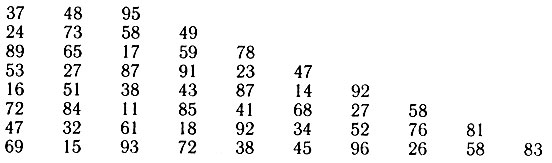 37 48 95
24 73 58 49
89 65 17 59 78
53 27 87 91 23 47
16 51 38 43 87 14 92
72 84 11 85 41 68 27 58
47 32 61 18 92 34 52 76 81
69 15 93 72 38 45 96 26 58 83